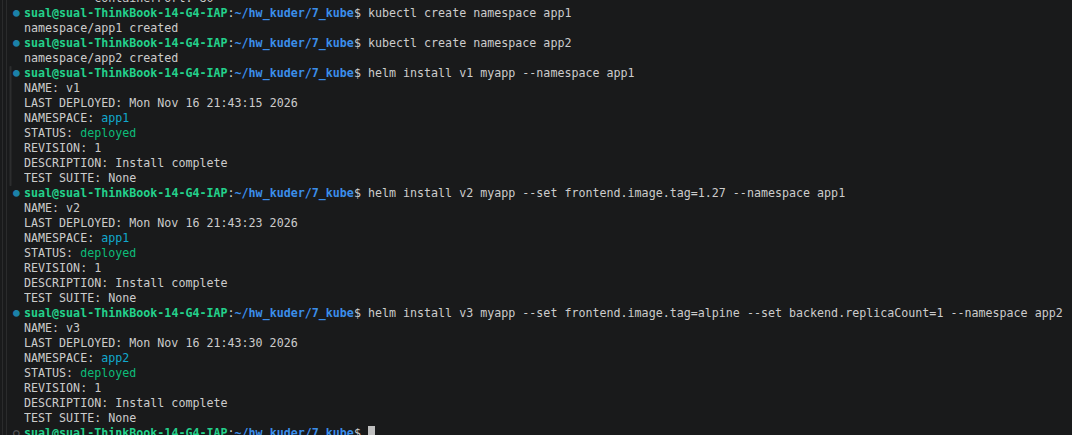 containerPort: 80
sual@sual-ThinkBook-14-G4-IAP:~/hw_kuder/7_kube$ kubectl create namespace app1
namespace/app1 created
sual@sual-ThinkBook-14-G4-IAP:~/hw_kuder/7_kube$ kubectl create namespace app2
namespace/app2 created
sual@sual-ThinkBook-14-G4-IAP:~/hw_kuder/7_kube$ helm install v1 myapp --namespace app1
NAME: v1
LAST DEPLOYED: Mon Nov 16 21:43:15 2026
NAMESPACE: app1
STATUS: deployed
REVISION: 1
DESCRIPTION: Install complete
TEST SUITE: None
sual@sual-ThinkBook-14-G4-IAP:~/hw_kuder/7_kube$ helm install v2 myapp --set frontend.image.tag=1.27 --namespace app1
NAME: v2
LAST DEPLOYED: Mon Nov 16 21:43:23 2026
NAMESPACE: app1
STATUS: deployed
REVISION: 1
DESCRIPTION: Install complete
TEST SUITE: None
sual@sual-ThinkBook-14-G4-IAP:~/hw_kuder/7_kube$ helm install v3 myapp --set frontend.image.tag=alpine --set backend.replicaCount=1 --namespace app2
NAME: v3
LAST DEPLOYED: Mon Nov 16 21:43:30 2026
NAMESPACE: app2
STATUS: deployed
REVISION: 1
DESCRIPTION: Install complete
TEST SUITE: None
sual@sual-ThinkBook-14-G4-IAP:~/hw_kuder/7_kube$